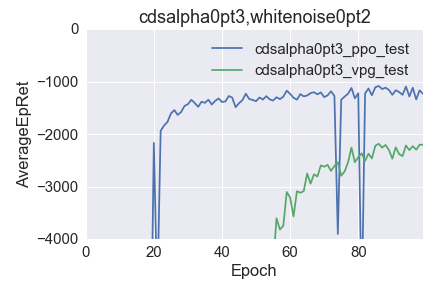 cdsalpha0pt3,whitenoise0pt2
cdsalpha0pt3_ppo_test
cdsalpha0pt3_vpg_test
AverageEpRet
0
−1000
−2000
−3000
−4000
0 20 40 60 80
Epoch